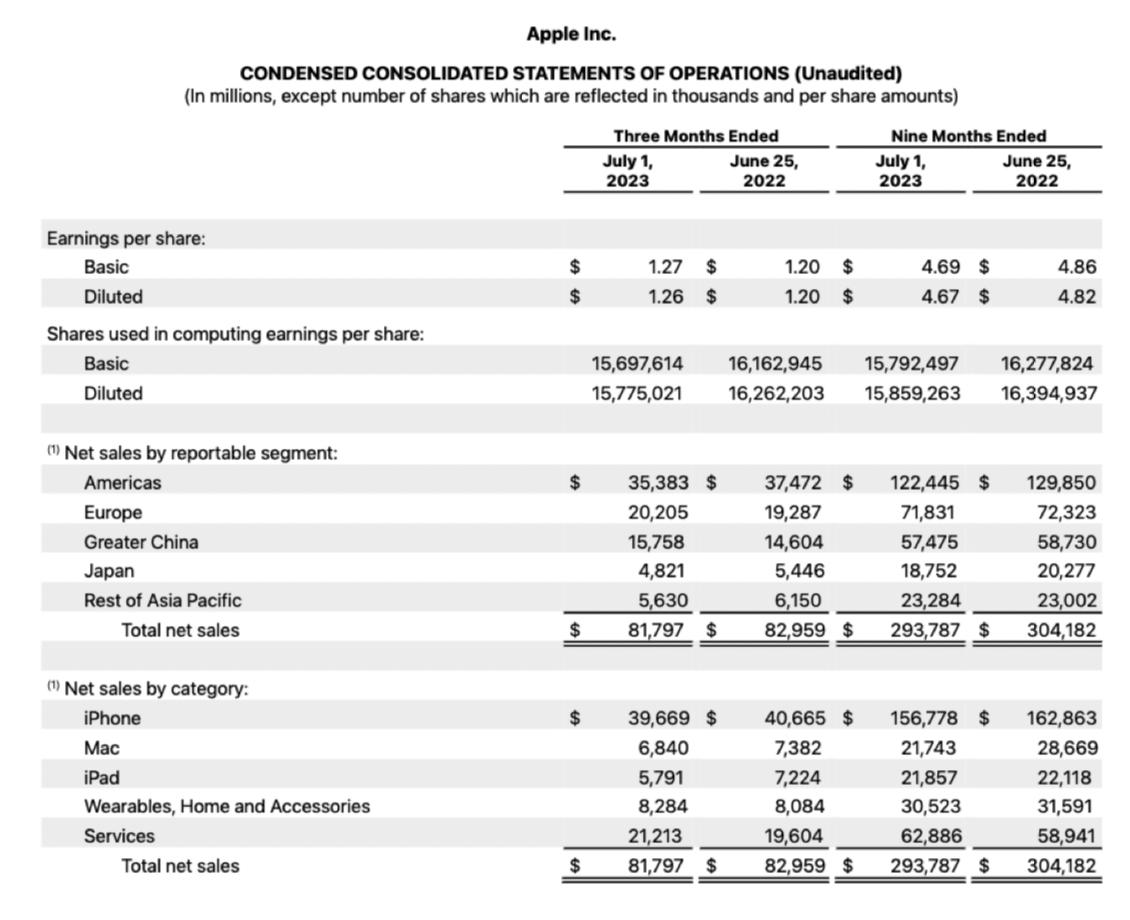 Apple Inc.
CONDENSED CONSOLIDATED STATEMENTS OF OPERATIONS (Unaudited)
(In millions, except number of shares which are reflected in thousands and per share amounts)
Three Months Ended Nine Months Ended
July 1, June 25, July 1, June 25,
2023 2022 2023 2022
Earnings per share:
Basic $ 1.27 $ 1.20 $ 4.69 $ 4.86
Diluted $ 1.26 $ 1.20 $ 4.67 $ 4.82
Shares used in computing earnings per share:
Basic 15,697,614 16,162,945 15,792,497 16,277,824
Diluted 15,775,021 16,262,203 15,859,263 16,394,937
(1) Net sales by reportable segment:
Americas $ 35,383 $ 37,472 $ 122,445 $ 129,850
Europe 20,205 19,287 71,831 72,323
Greater China 15,758 14,604 57,475 58,730
Japan 4,821 5,446 18,752 20,277
Rest of Asia Pacific 5,630 6,150 23,284 23,002
Total net sales $ 81,797 $ 82,959 $ 293,787 $ 304,182
(1) Net sales by category:
iPhone $ 39,669 $ 40,665 $ 156,778 $ 162,863
Mac 6,840 7,382 21,743 28,669
iPad 5,791 7,224 21,857 22,118
Wearables, Home and Accessories 8,284 8,084 30,523 31,591
Services 21,213 19,604 62,886 58,941
Total net sales $ 81,797 $ 82,959 $ 293,787 $ 304,182